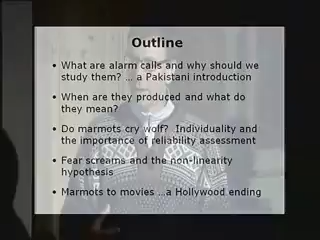 Outline
• What are alarm calls and why should we
study them? ... a Pakistani introduction
• When are they produced and what do
they mean?
• Do marmots cry wolf?  Individuality and
the importance of reliability assessment
• Fear screams and the non-linearity
hypothesis
• Marmots to movies ...a Hollywood ending